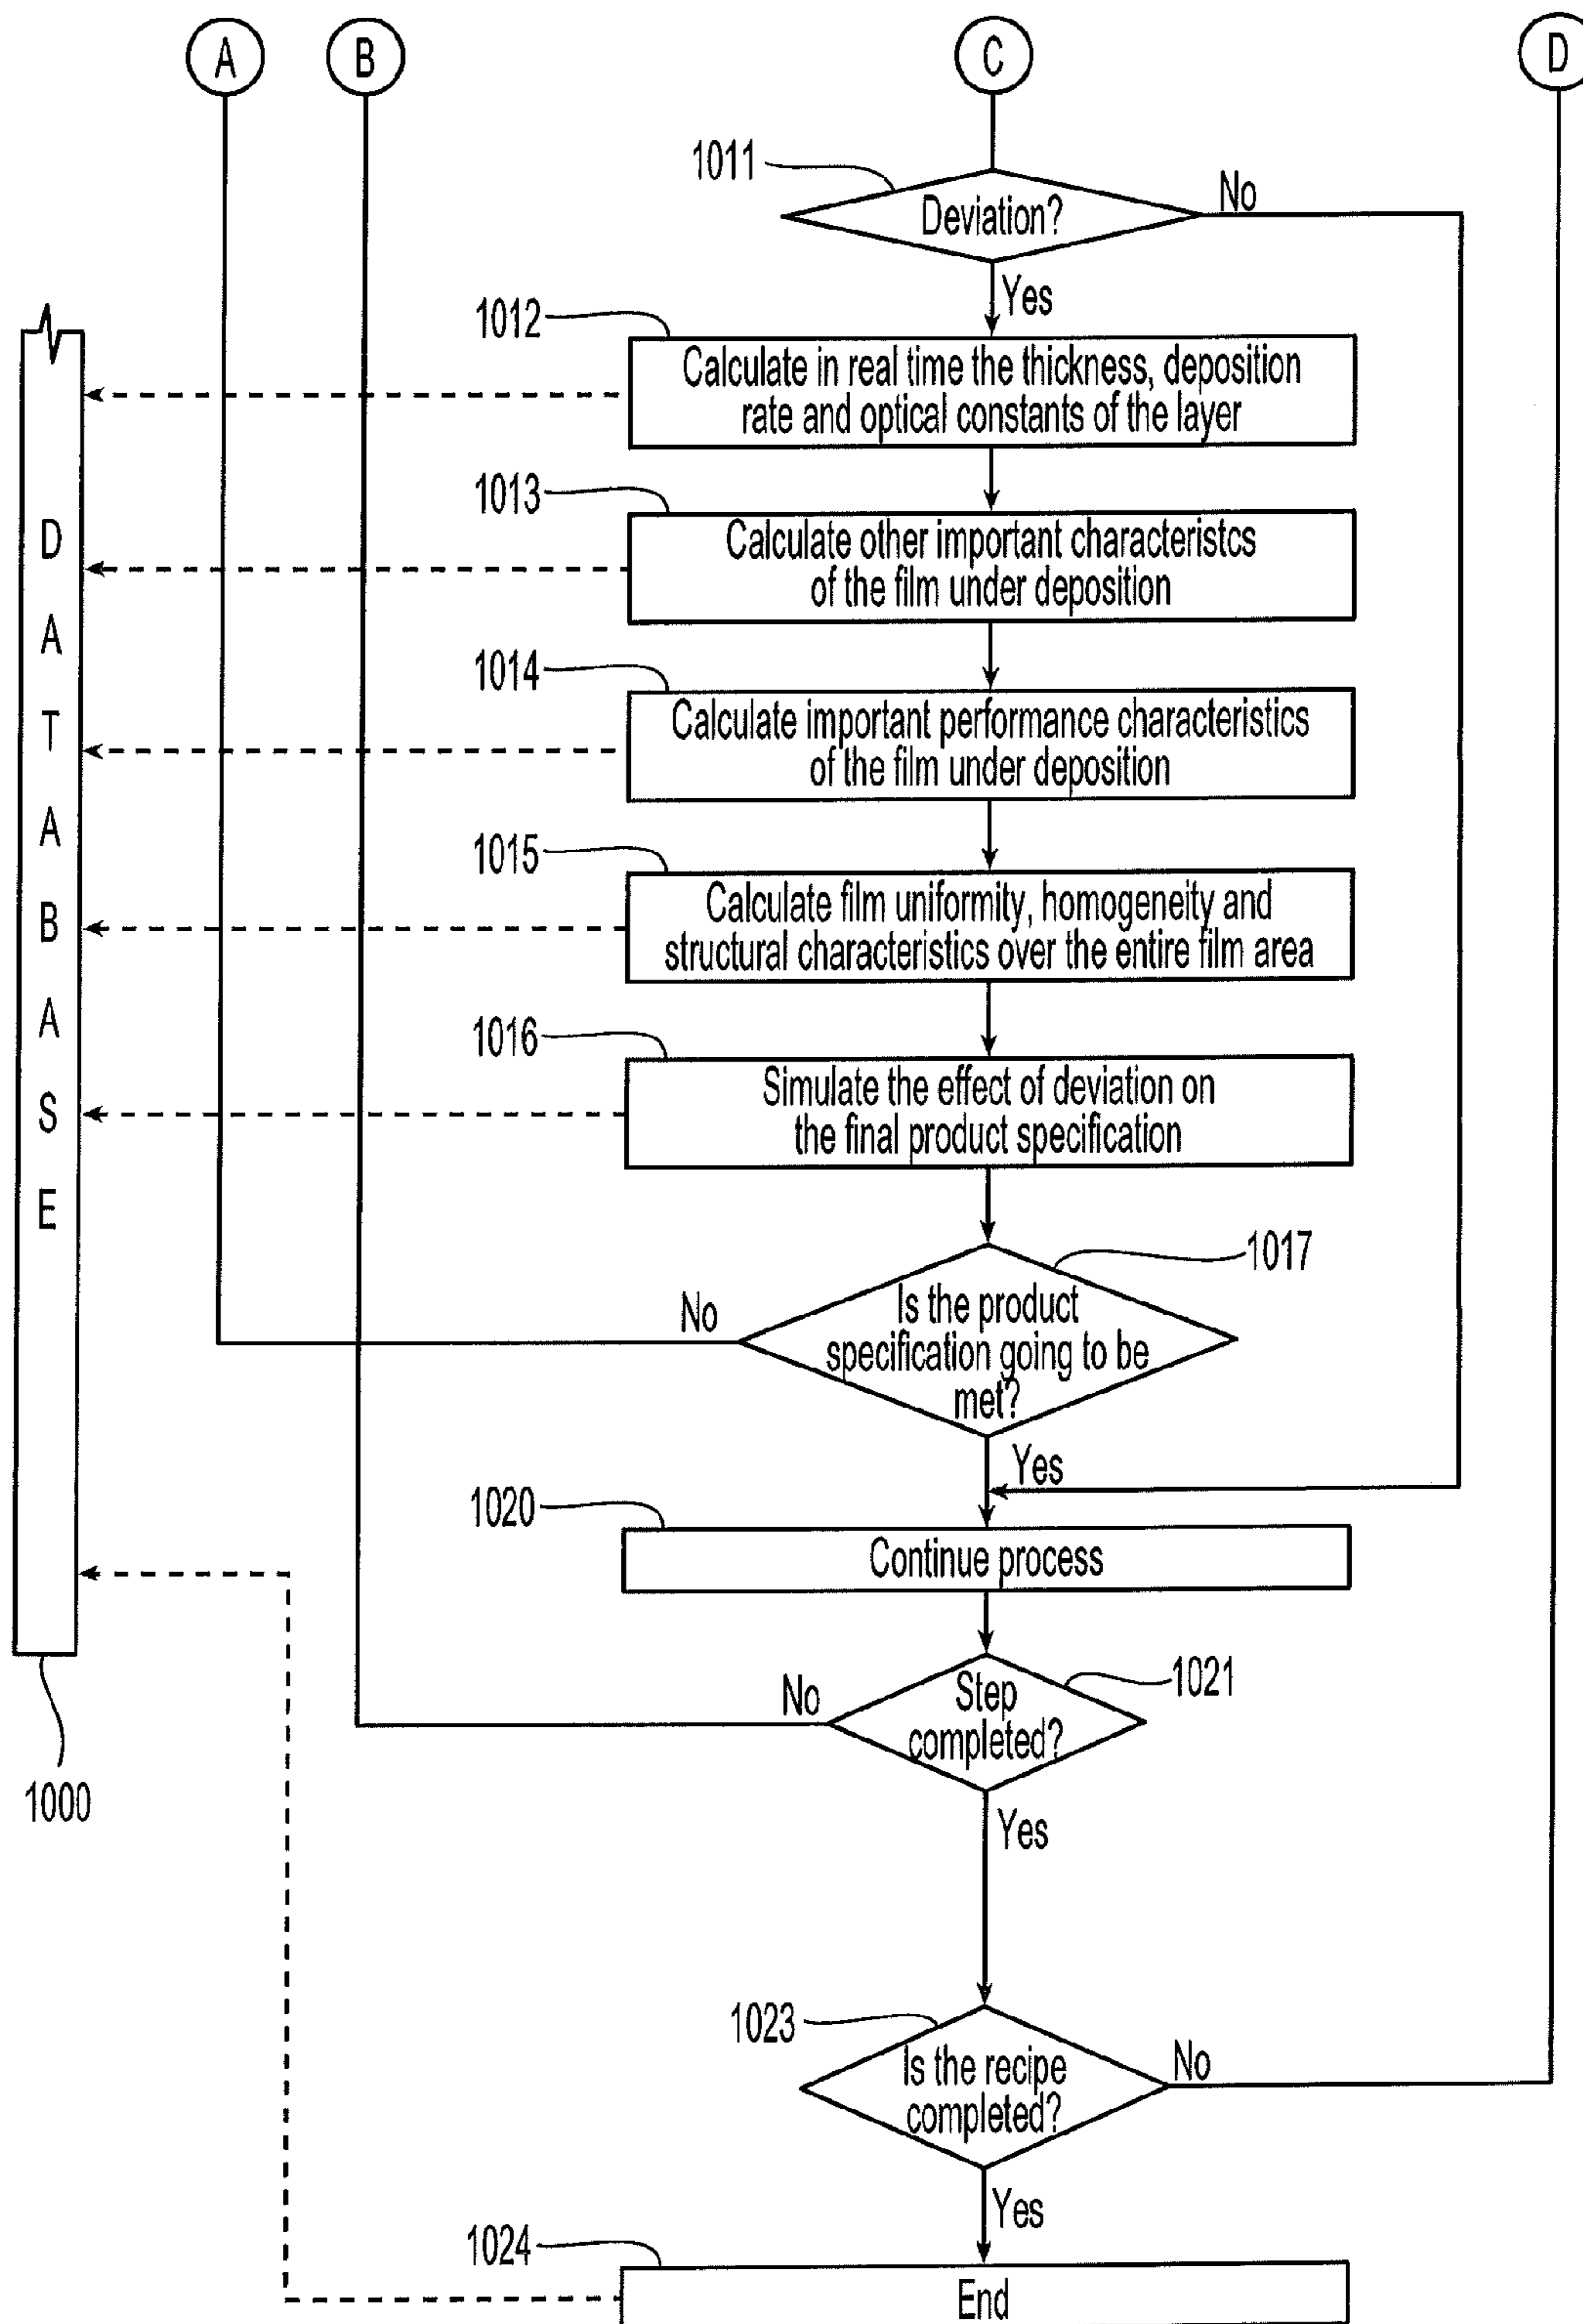 A
B
C
D
1011
Deviation?
No
Yes
1012
Calculate in real time the thickness, deposition
rate and optical constants of the layer
1013
Calculate other important characteristcs
of the film under deposition
1014
Calculate important performance characteristics
of the film under deposition
1015
Calculate film uniformity, homogeneity and
structural characteristics over the entire film area
1016
Simulate the effect of deviation on
the final product specification
1017
Is the product
specification going to be
met?
No
Yes
1020
Continue process
1021
Step
completed?
No
Yes
1023
Is the recipe
completed?
No
Yes
1024
End
DATABASE
1000